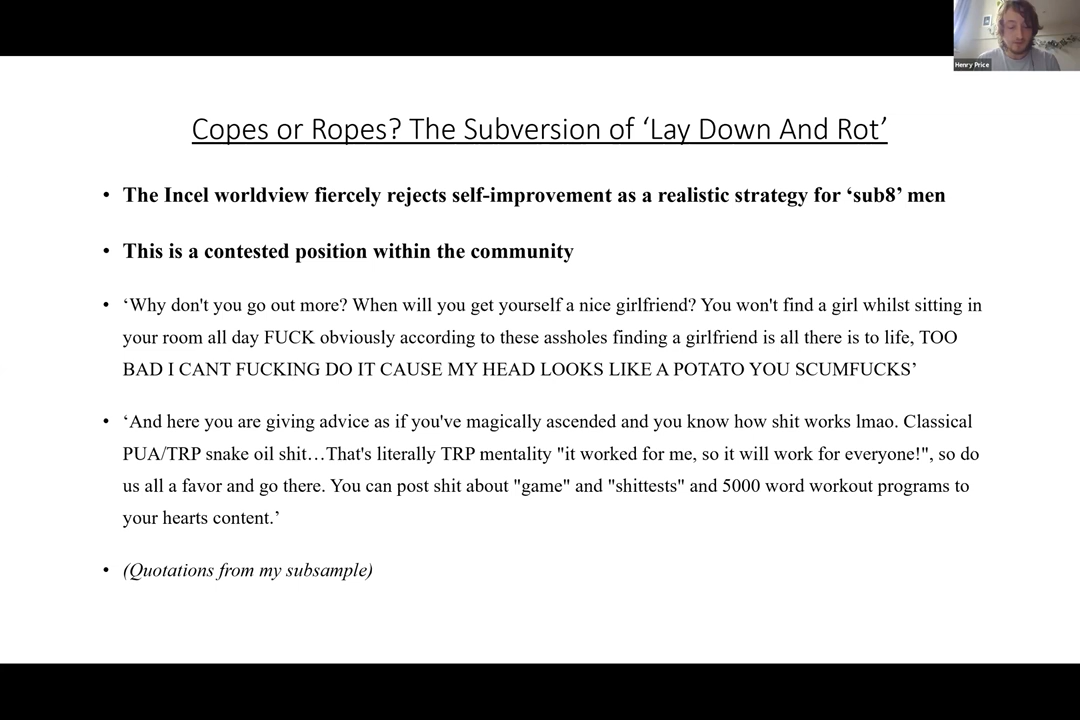 Henry Price
Copes or Ropes? The Subversion of ‘Lay Down And Rot’
• The Incel worldview fiercely rejects self-improvement as a realistic strategy for ‘sub8’ men
• This is a contested position within the community
• ‘Why don't you go out more? When will you get yourself a nice girlfriend? You won't find a girl whilst sitting in
your room all day FUCK obviously according to these assholes finding a girlfriend is all there is to life, TOO
BAD I CANT FUCKING DO IT CAUSE MY HEAD LOOKS LIKE A POTATO YOU SCUMFUCKS’
• ‘And here you are giving advice as if you've magically ascended and you know how shit works lmao. Classical
PUA/TRP snake oil shit…That's literally TRP mentality "it worked for me, so it will work for everyone!", so do
us all a favor and go there. You can post shit about "game" and "shittests" and 5000 word workout programs to
your hearts content.’
• (Quotations from my subsample)